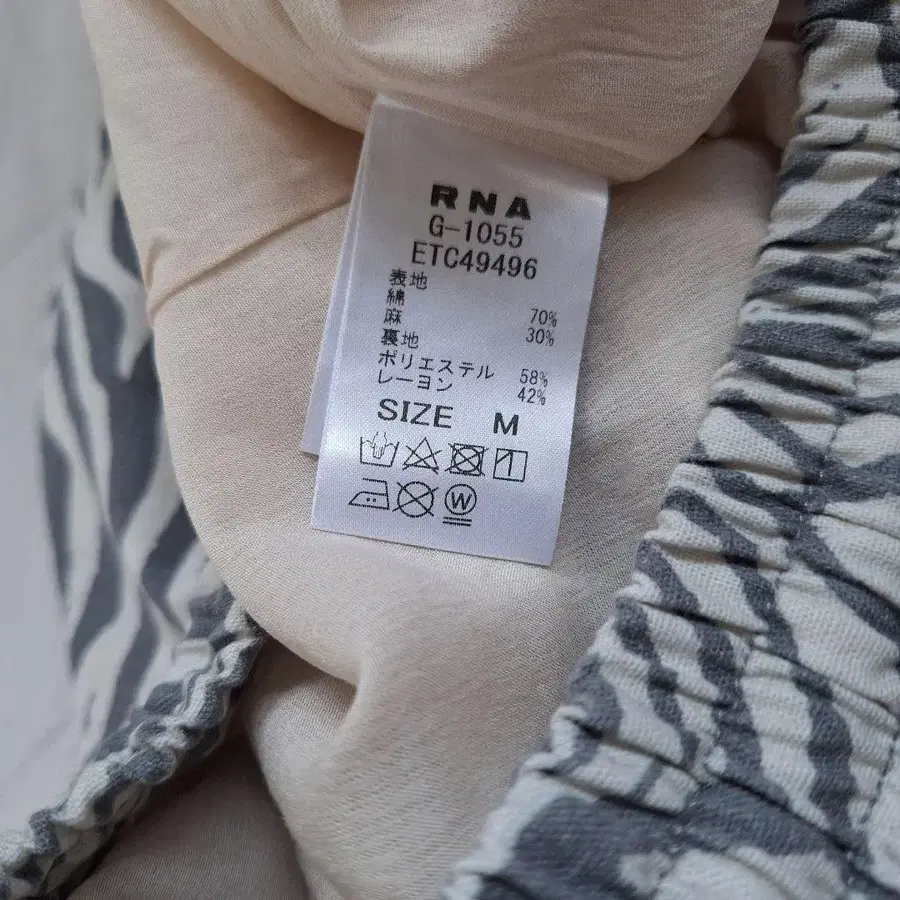 RNA
G-1055
ETC49496
表地
綿 70%
麻 30%
裏地
ポリエステル 58%
レーヨン 42%
SIZE M
W